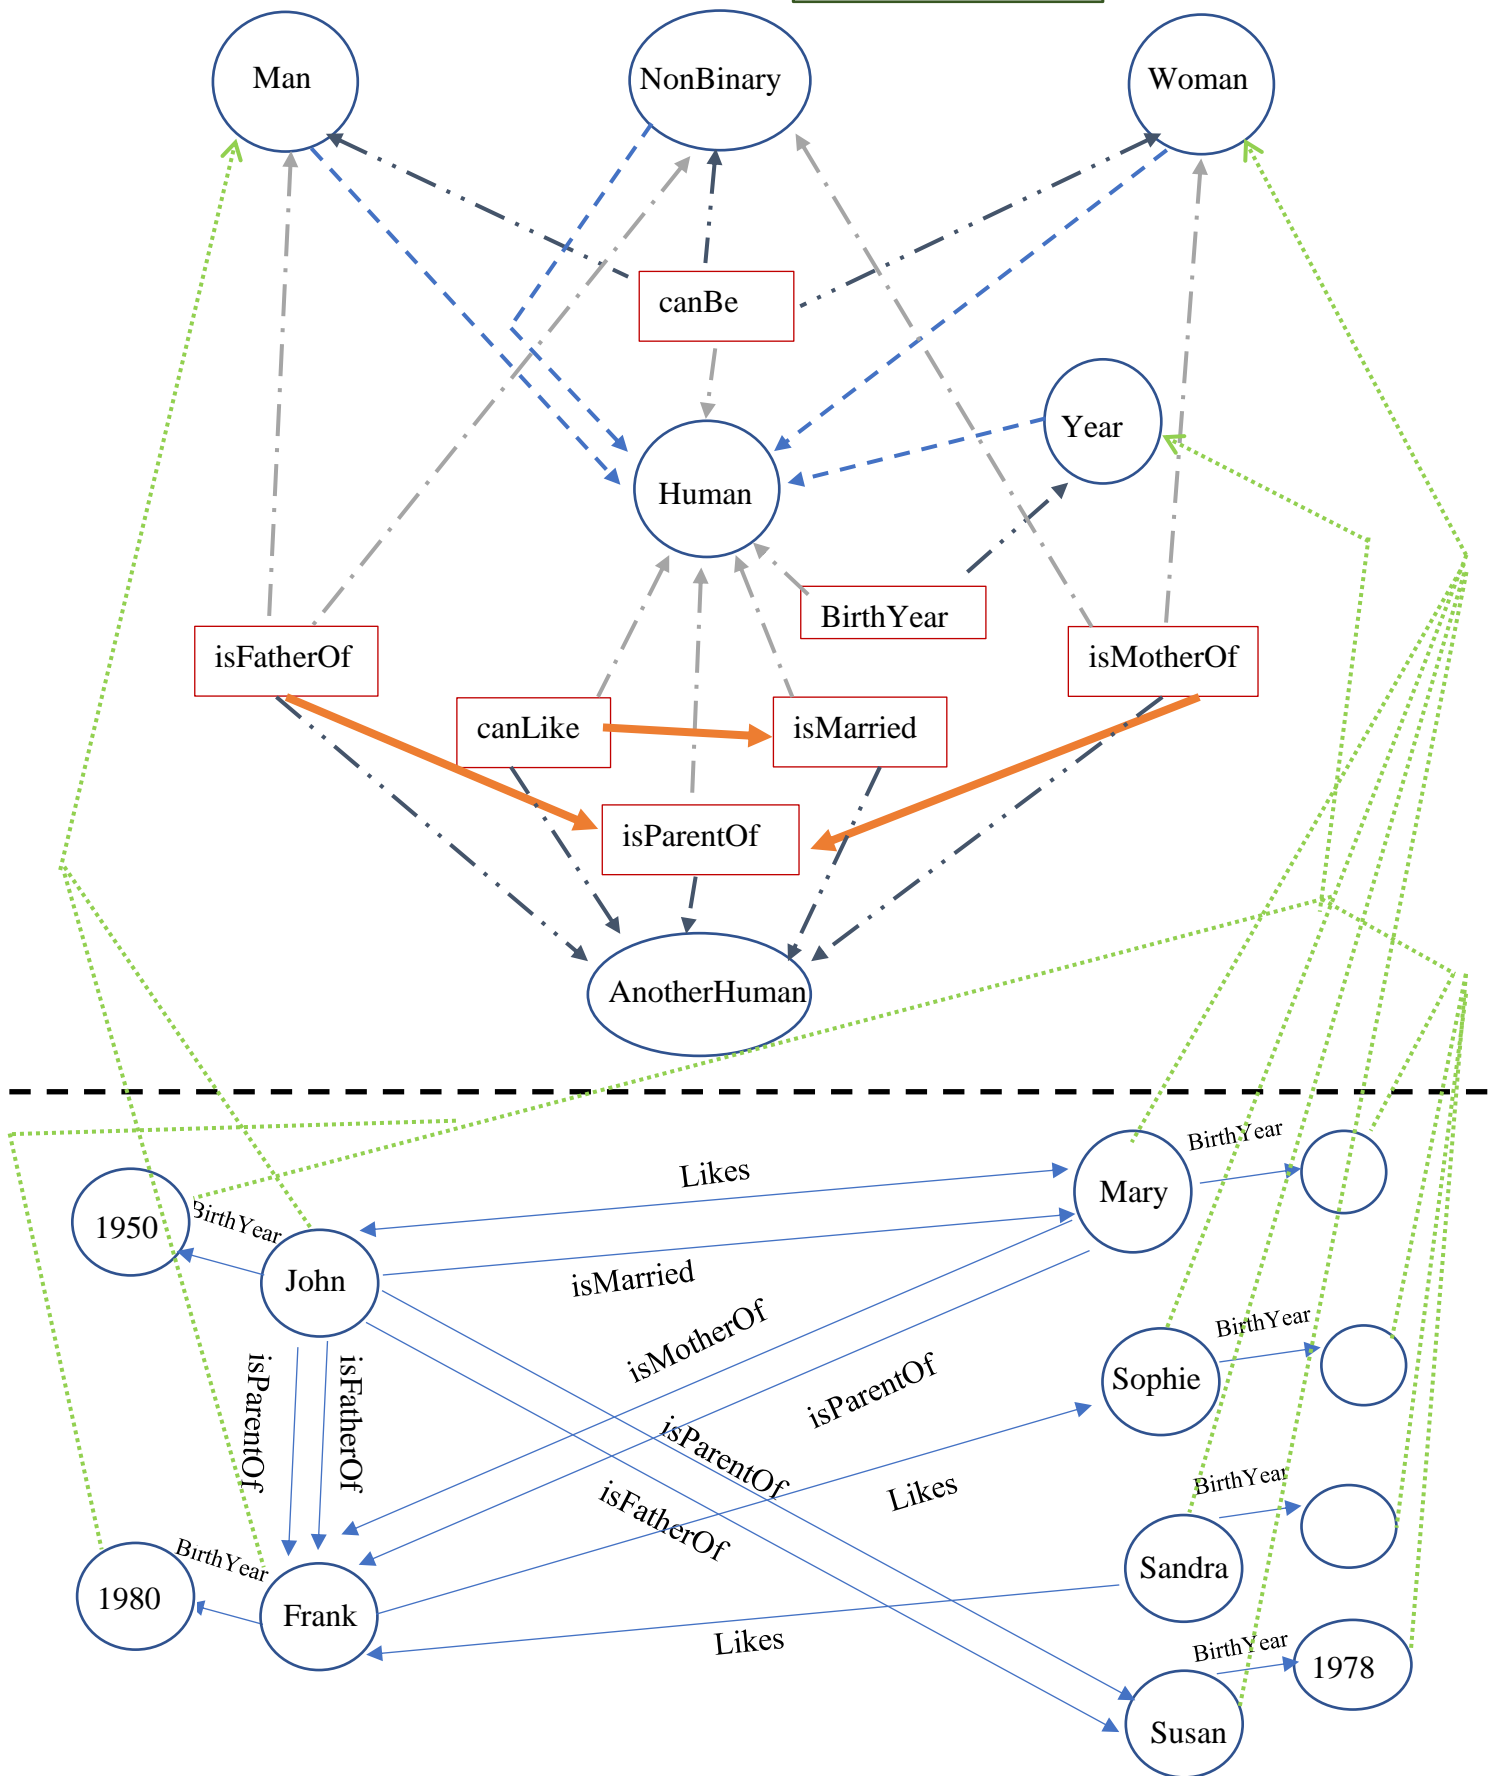 Man
NonBinary
Woman
canBe
Year
Human
BirthYear
isFatherOf
isMotherOf
canLike
isMarried
isParentOf
AnotherHuman
BirthYear
Mary
Likes
1950
BirthYear
John
isMarried
isMotherOf
BirthYear
isParentOf
isFatherOf
isParentOf
Sophie
isParentOf
Likes
BirthYear
isFatherOf
BirthYear
Sandra
1980
Frank
Likes
BirthYear
1978
Susan